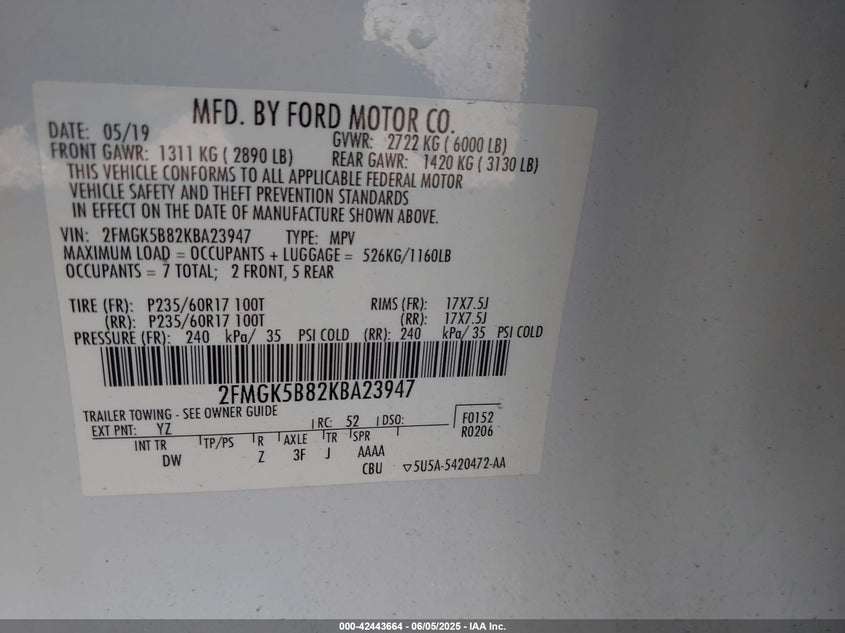 MFD. BY FORD MOTOR CO.
DATE: 05/19 GVWR: 2722 KG ( 6000 LB)
FRONT GAWR: 1311 KG ( 2890 LB) REAR GAWR: 1420 KG ( 3130 LB)
THIS VEHICLE CONFORMS TO ALL APPLICABLE FEDERAL MOTOR
VEHICLE SAFETY AND THEFT PREVENTION STANDARDS
IN EFFECT ON THE DATE OF MANUFACTURE SHOWN ABOVE.
VIN: 2FMGK5B82KBA23947 TYPE: MPV
MAXIMUM LOAD = OCCUPANTS + LUGGAGE = 526KG/1160LB
OCCUPANTS = 7 TOTAL; 2 FRONT, 5 REAR
TIRE (FR): P235/60R17 100T RIMS (FR): 17X7.5J
(RR): P235/60R17 100T (RR): 17X7.5J
PRESSURE (FR): 240 kPa/ 35 PSI COLD (RR): 240 kPa/ 35 PSI COLD
2FMGK5B82KBA23947
TRAILER TOWING - SEE OWNER GUIDE
EXT PNT: YZ RC: 52 DSO: F0152
R0206
INT TR TP/PS R AXLE TR SPR
DW Z 3F J AAAA
CBU ▽5U5A-5420472-AA
000-42443664 - 06/05/2025 - IAA Inc.